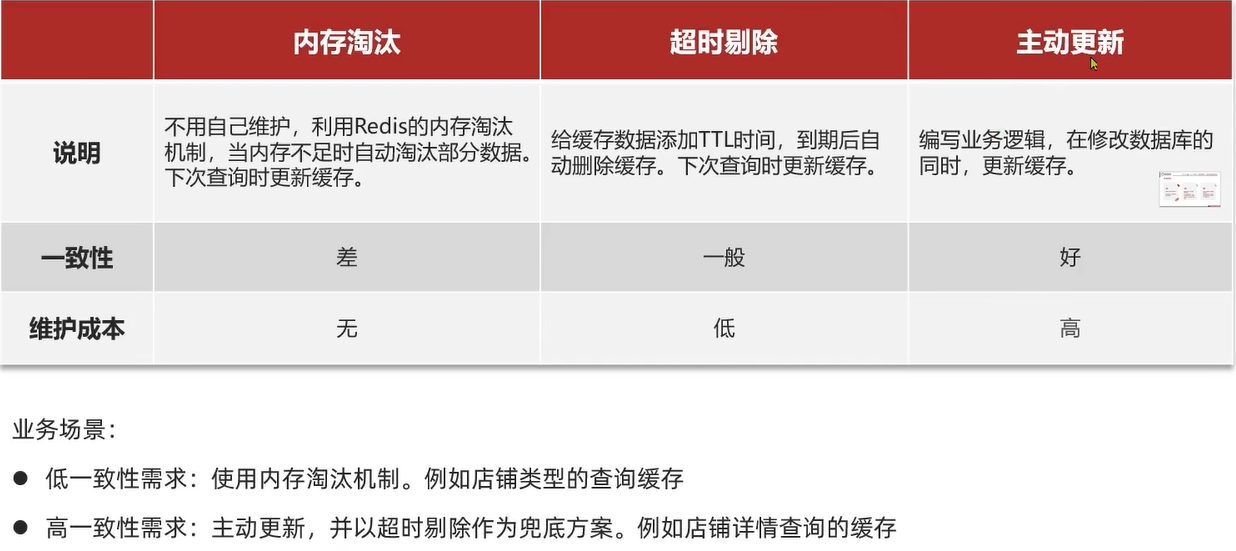 内存淘汰 超时剔除 主动更新
说明
不用自己维护，利用Redis的内存淘汰
机制，当内存不足时自动淘汰部分数据。
下次查询时更新缓存。
给缓存数据添加TTL时间，到期后自
动删除缓存。下次查询时更新缓存。
编写业务逻辑，在修改数据库的
同时，更新缓存。
一致性 差 一般 好
维护成本 无 低 高
业务场景：
● 低一致性需求：使用内存淘汰机制。例如店铺类型的查询缓存
● 高一致性需求：主动更新，并以超时剔除作为兜底方案。例如店铺详情查询的缓存